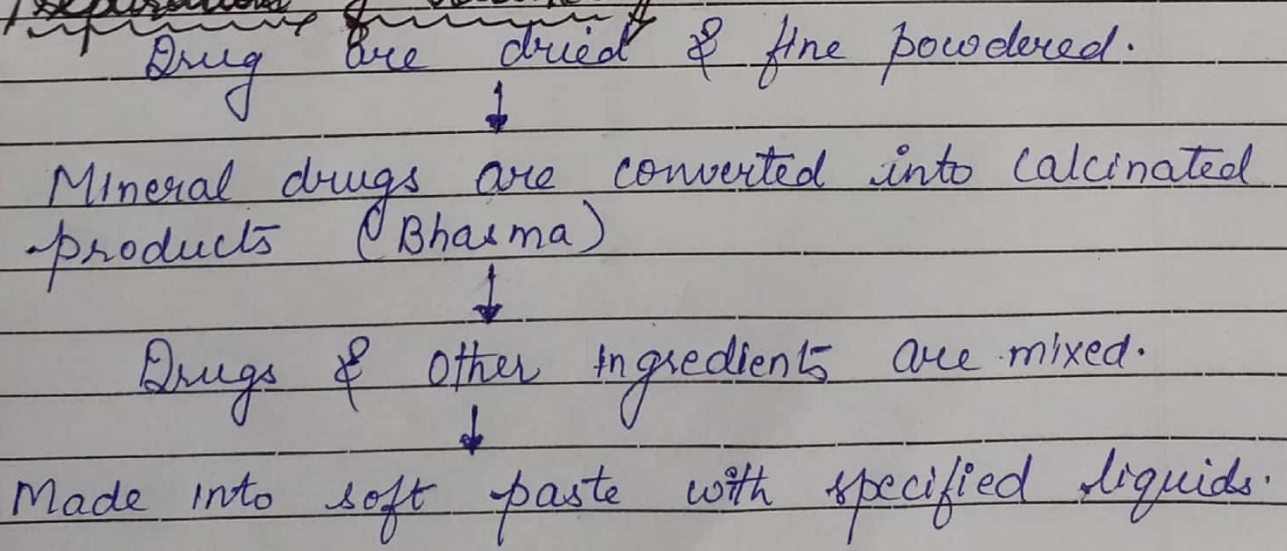 Drug are dried & fine powdered.
↓
Mineral drugs are converted into Calcinated
products (Bhasma)
↓
Drugs & other ingredients are mixed.
↓
Made into soft paste with specified liquids.